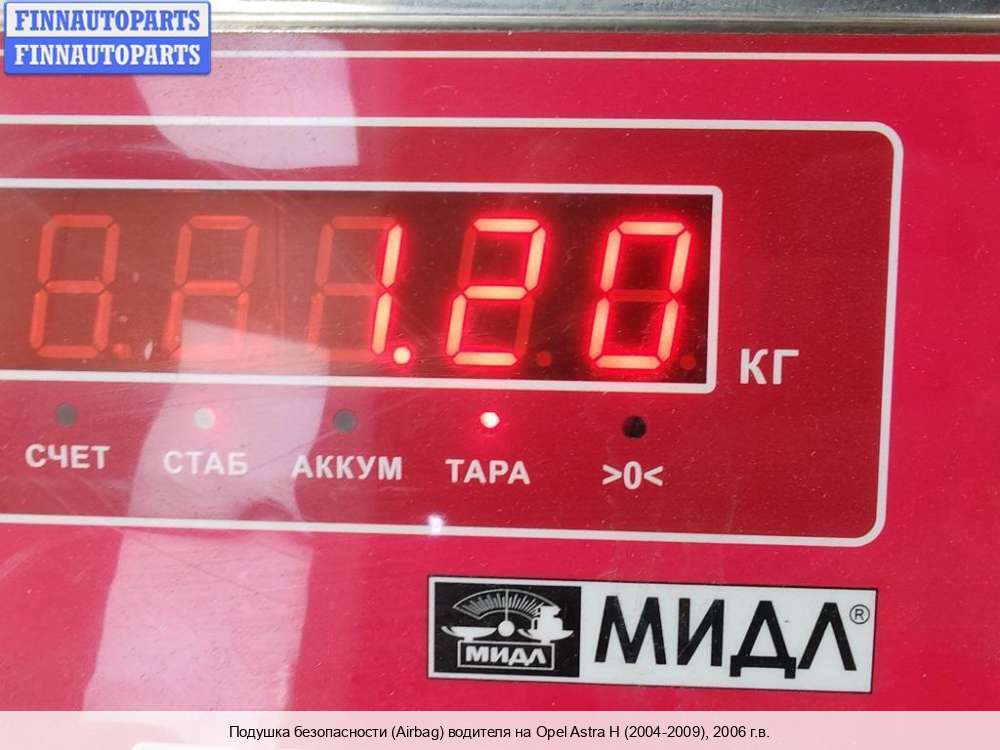 FINNAUTOPARTS
FINNAUTOPARTS
1.20
КГ
СЧЕТ СТАБ АККУМ ТАРА >0<
МИДЛ МИДЛ®
Подушка безопасности (Airbag) водителя на Opel Astra H (2004-2009), 2006 г.в.